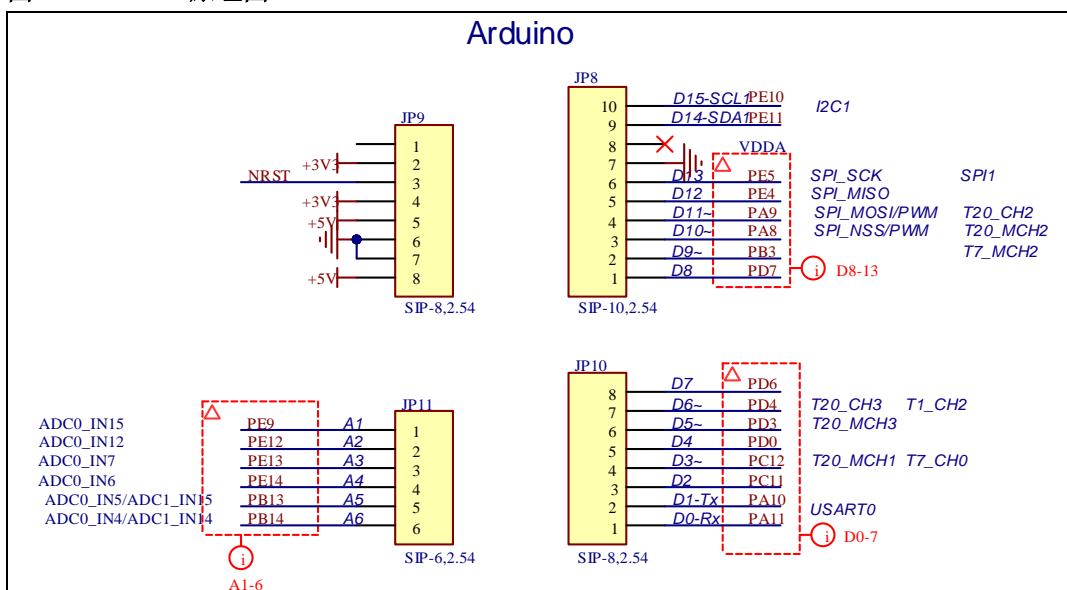 Arduino
JP9
1
+3V3 2
NRST 3
+3V3 4
+5V 5
6
7
+5V 8
SIP-8,2.54
JP8
10 D15-SCL1 PE10 I2C1
9 D14-SDA1 PE11
8
7 VDDA
6 D13 PE5 SPI_SCK SPI1
5 D12 PE4 SPI_MISO
4 D11~ PA9 SPI_MOSI/PWM T20_CH2
3 D10~ PA8 SPI_NSS/PWM T20_MCH2
2 D9~ PB3 T7_MCH2
1 D8 PD7
i D8-13
SIP-10,2.54
JP11
ADC0_IN15 PE9 A1 1
ADC0_IN12 PE12 A2 2
ADC0_IN7 PE13 A3 3
ADC0_IN6 PE14 A4 4
ADC0_IN5/ADC1_IN15 PB13 A5 5
ADC0_IN4/ADC1_IN14 PB14 A6 6
SIP-6,2.54
i
A1-6
JP10
8 D7 PD6
7 D6~ PD4 T20_CH3 T1_CH2
6 D5~ PD3 T20_MCH3
5 D4 PD0
4 D3~ PC12 T20_MCH1 T7_CH0
3 D2 PC11
2 D1-Tx PA10 USART0
1 D0-Rx PA11
i D0-7
SIP-8,2.54